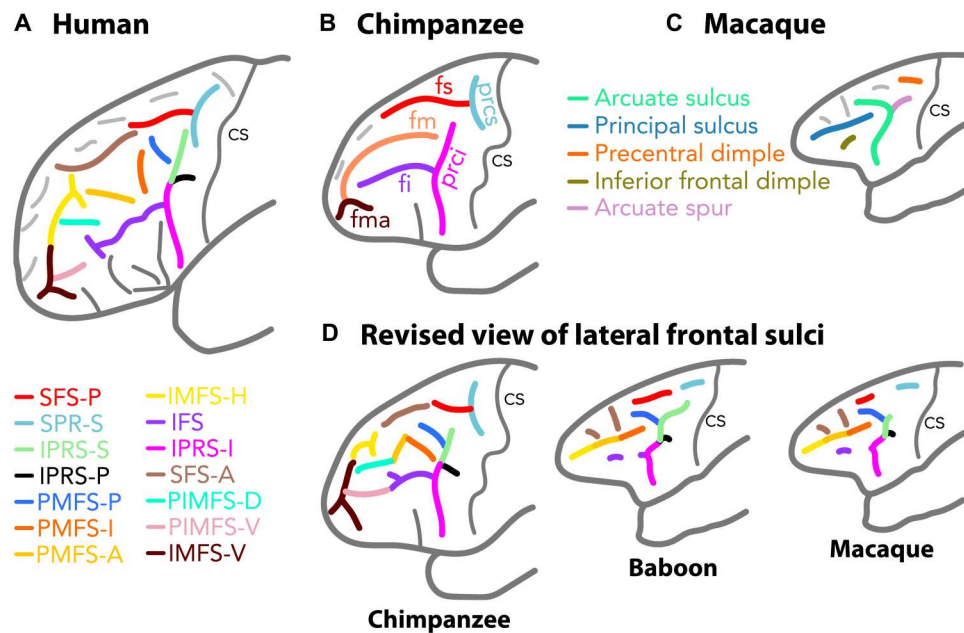 A Human
B Chimpanzee
C Macaque
CS
fs
prcs
fm
fi
prci
CS
fma
Arcuate sulcus
Principal sulcus
Precentral dimple
Inferior frontal dimple
Arcuate spur
CS
D Revised view of lateral frontal sulci
SFS-P
SPR-S
IPRS-S
IPRS-P
PMFS-P
PMFS-I
PMFS-A
IMFS-H
IFS
IPRS-I
SFS-A
PIMFS-D
PIMFS-V
IMFS-V
CS
Chimpanzee
CS
Baboon
CS
Macaque